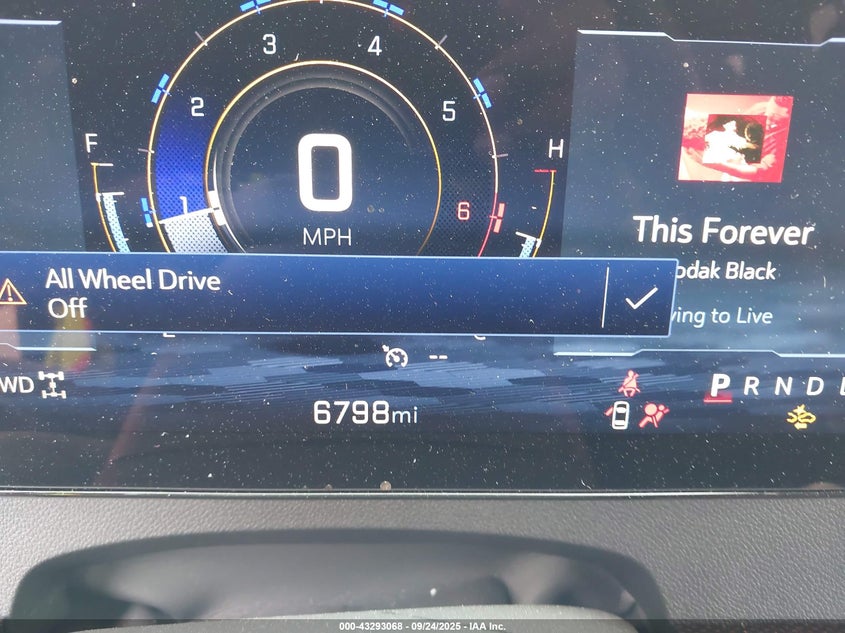 3 4
2 5
F H
0
1 6
MPH
This Forever
odak Black
ying to Live
All Wheel Drive
Off
--
WD
P R N D L
6798mi
000-43293068 - 09/24/2025 - IAA Inc.